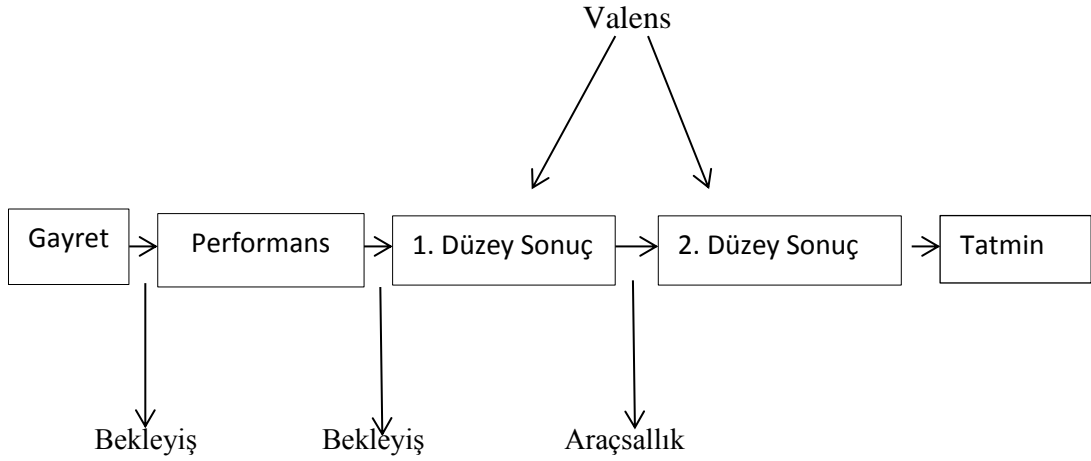 Valens
Gayret
Performans
1. Düzey Sonuç
2. Düzey Sonuç
Tatmin
Bekleyiş
Bekleyiş
Araçsallık